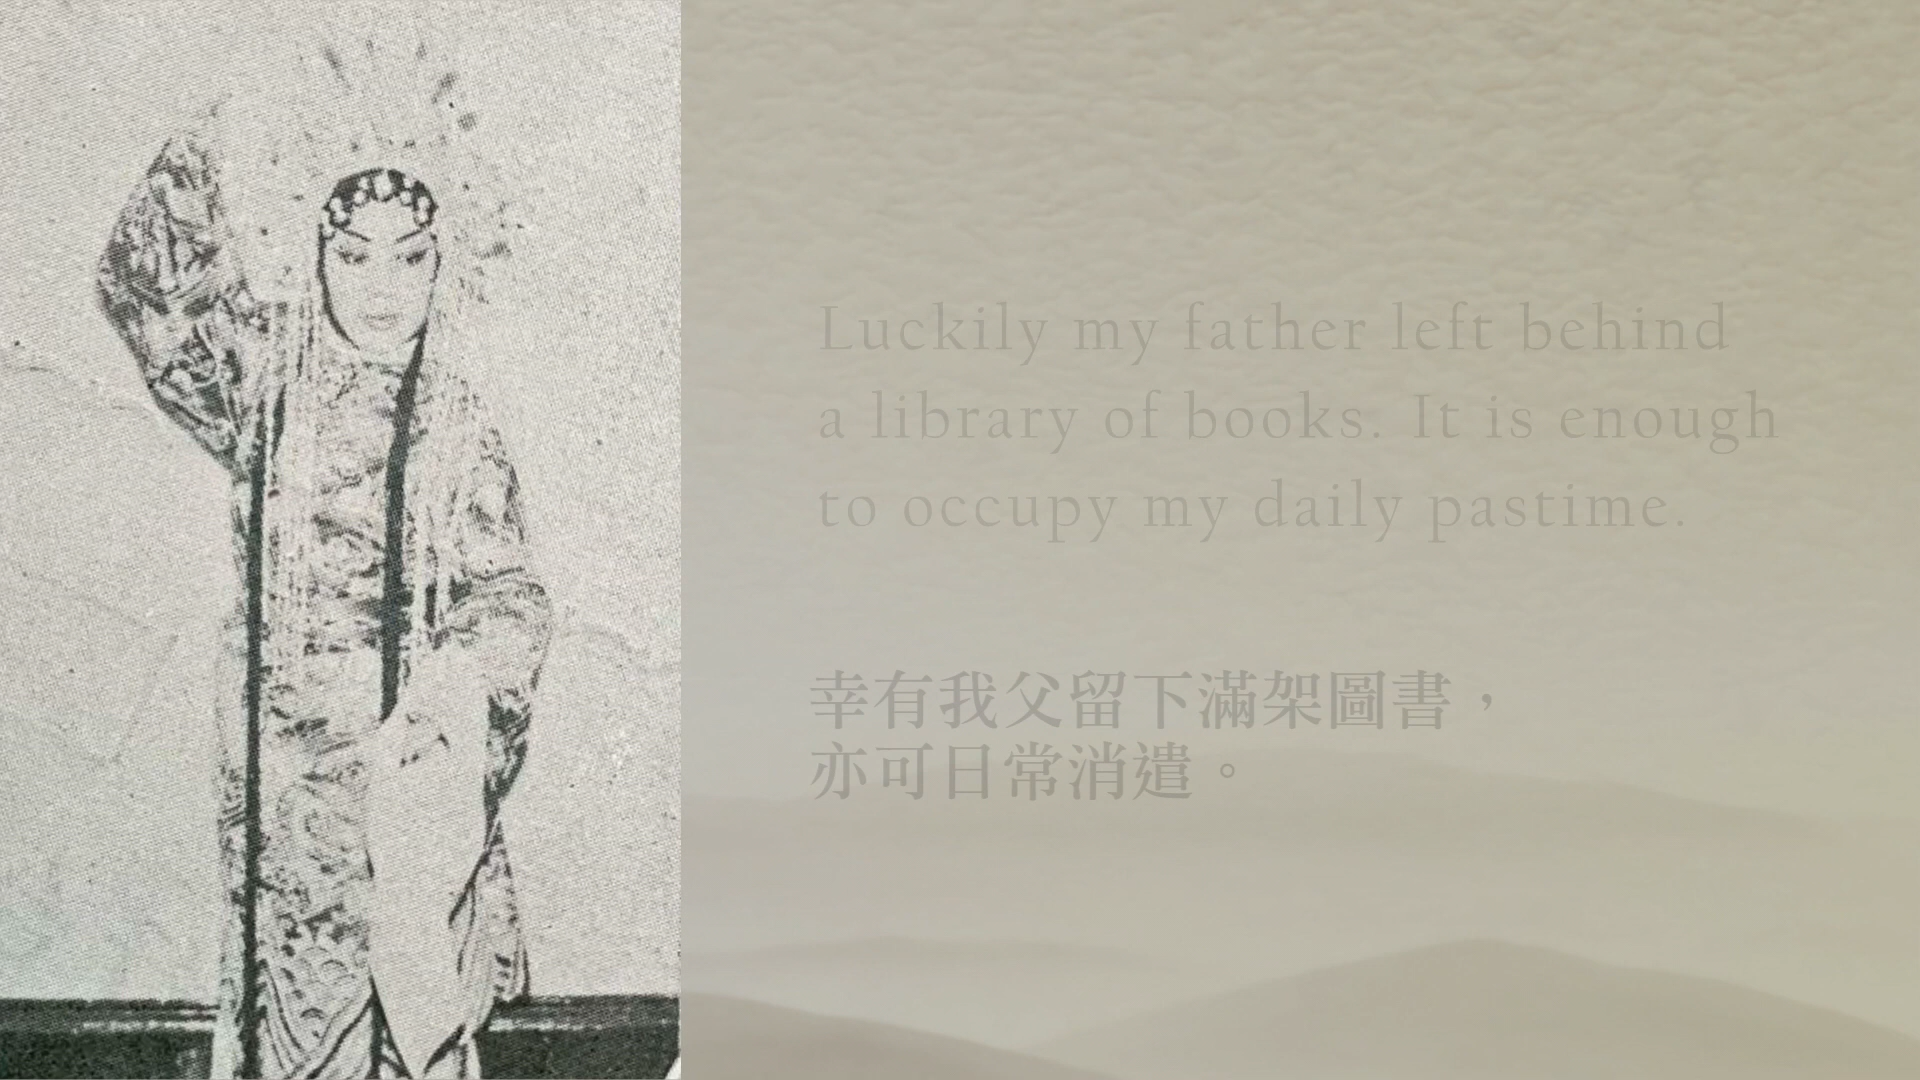 Luckily my father left behind
a library of books. It is enough
to occupy my daily pastime.
幸有我父留下滿架圖書，
亦可日常消遣。